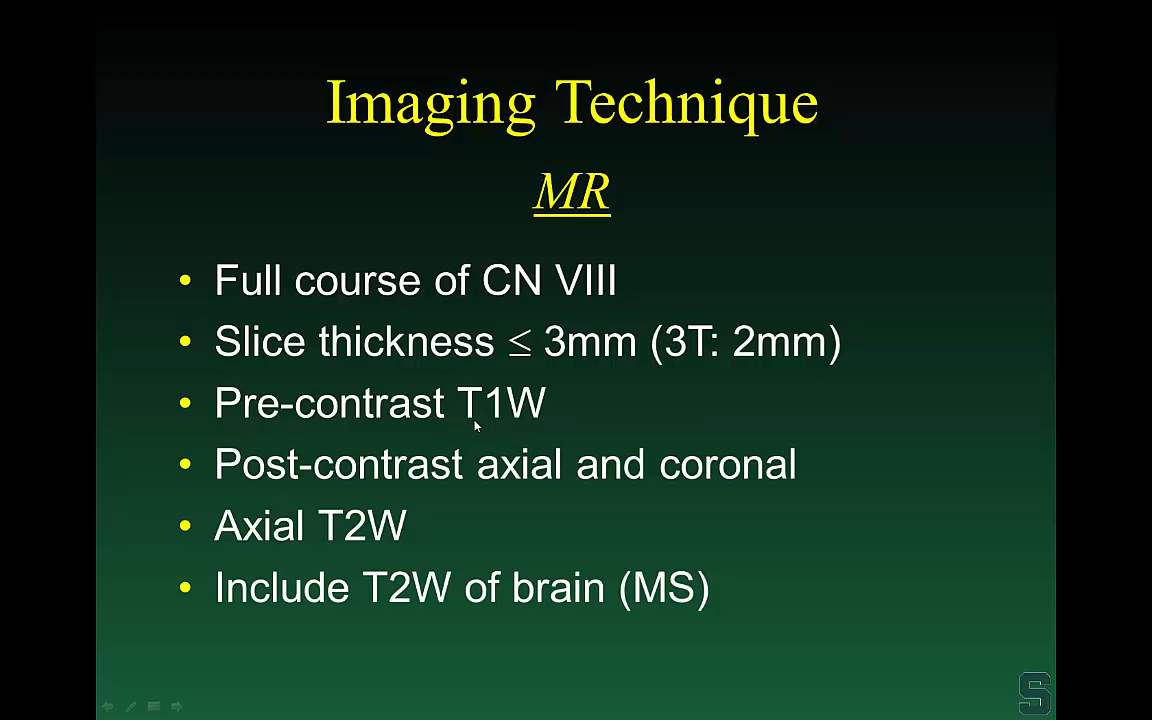 Imaging Technique
MR
• Full course of CN VIII
• Slice thickness ≤ 3mm (3T: 2mm)
• Pre-contrast T1W
• Post-contrast axial and coronal
• Axial T2W
• Include T2W of brain (MS)
S